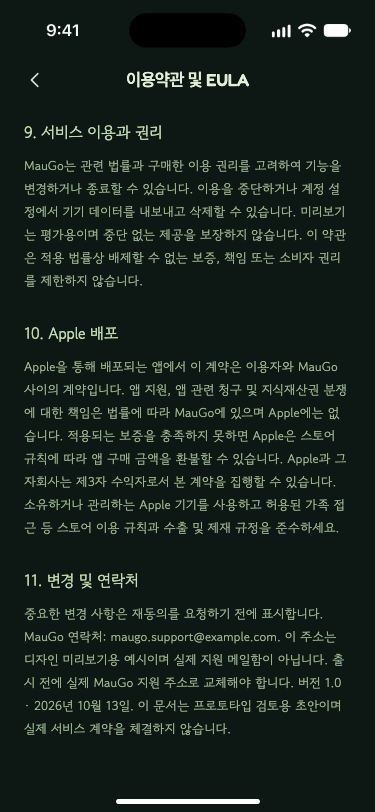 9:41
이용약관 및 EULA
9. 서비스 이용과 권리
MauGo는 관련 법률과 구매한 이용 권리를 고려하여 기능을
변경하거나 종료할 수 있습니다. 이용을 중단하거나 계정 설
정에서 기기 데이터를 내보내고 삭제할 수 있습니다. 미리보기
는 평가용이며 중단 없는 제공을 보장하지 않습니다. 이 약관
은 적용 법률상 배제할 수 없는 보증, 책임 또는 소비자 권리
를 제한하지 않습니다.
10. Apple 배포
Apple을 통해 배포되는 앱에서 이 계약은 이용자와 MauGo
사이의 계약입니다. 앱 지원, 앱 관련 청구 및 지식재산권 분쟁
에 대한 책임은 법률에 따라 MauGo에 있으며 Apple에는 없
습니다. 적용되는 보증을 충족하지 못하면 Apple은 스토어
규칙에 따라 앱 구매 금액을 환불할 수 있습니다. Apple과 그
자회사는 제3자 수익자로서 본 계약을 집행할 수 있습니다.
소유하거나 관리하는 Apple 기기를 사용하고 허용된 가족 접
근 등 스토어 이용 규칙과 수출 및 제재 규정을 준수하세요.
11. 변경 및 연락처
중요한 변경 사항은 재동의를 요청하기 전에 표시합니다.
MauGo 연락처: maugo.support@example.com. 이 주소는
디자인 미리보기용 예시이며 실제 지원 메일함이 아닙니다. 출
시 전에 실제 MauGo 지원 주소로 교체해야 합니다. 버전 1.0
· 2026년 10월 13일. 이 문서는 프로토타입 검토용 초안이며
실제 서비스 계약을 체결하지 않습니다.